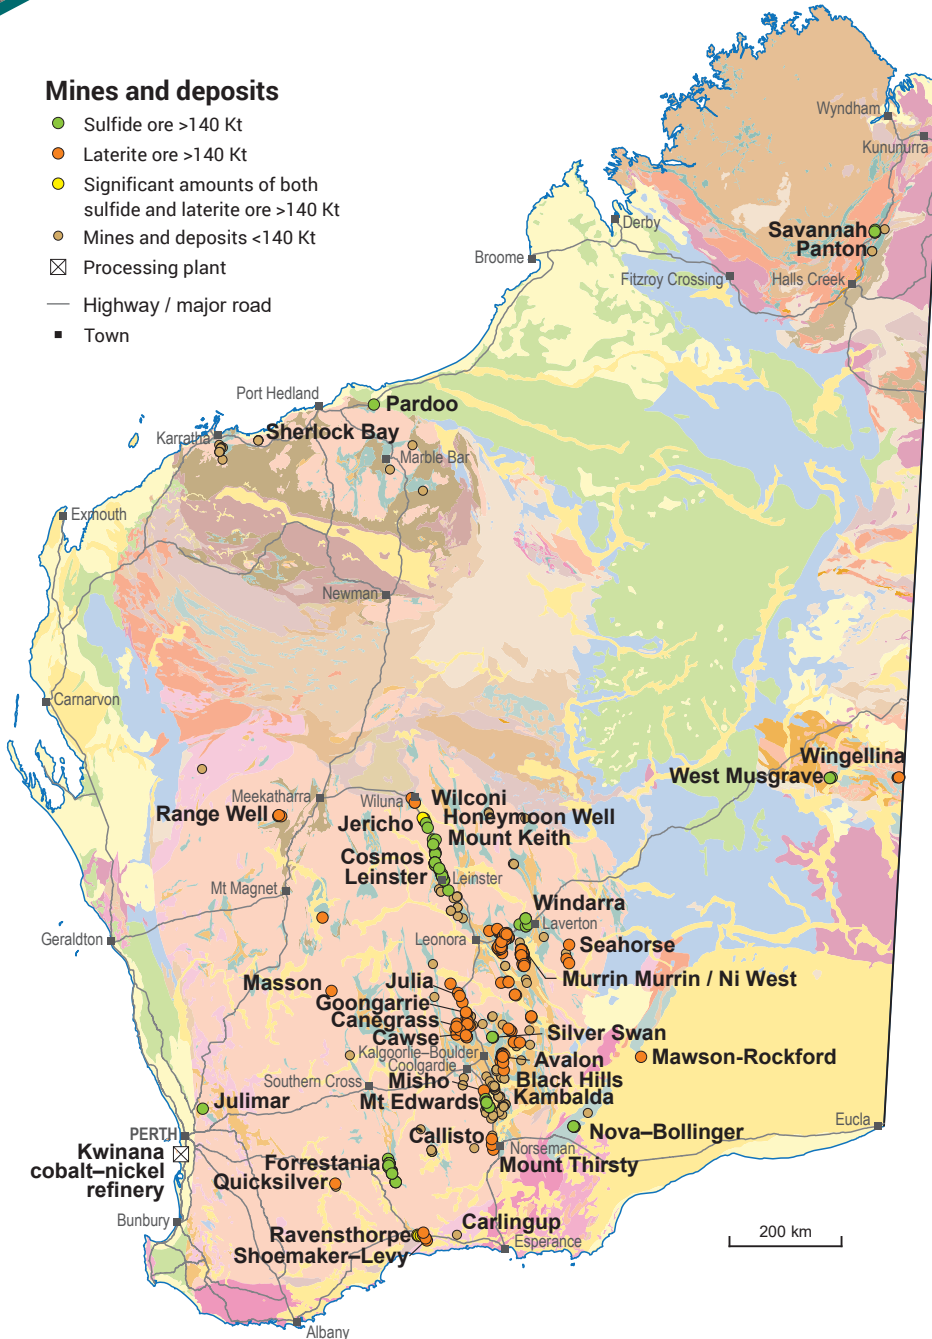 Mines and deposits
Sulfide ore >140 Kt
Laterite ore >140 Kt
Significant amounts of both
sulfide and laterite ore >140 Kt
Mines and deposits <140 Kt
Processing plant
Highway / major road
Town
Wyndham
Kununurra
Derby
Savannah
Panton
Broome
Fitzroy Crossing
Halls Creek
Port Hedland
Pardoo
Karratha
Sherlock Bay
Marble Bar
Exmouth
Newman
Carnarvon
Wingellina
West Musgrave
Meekatharra
Wiluna
Wilconi
Range Well
Honeymoon Well
Jericho
Mount Keith
Cosmos
Leinster
Leinster
Mt Magnet
Windarra
Laverton
Geraldton
Leonora
Seahorse
Murrin Murrin / Ni West
Masson
Julia
Goongarrie
Canegrass
Cawse
Silver Swan
Kalgoorlie–Boulder
Avalon
Mawson-Rockford
Coolgardie
Southern Cross
Misho
Black Hills
Kambalda
Mt Edwards
Julimar
Eucla
PERTH
Callisto
Nova–Bollinger
Norseman
Kwinana
cobalt–nickel
refinery
Forrestania
Mount Thirsty
Quicksilver
Bunbury
Carlingup
Ravensthorpe
Esperance
Shoemaker–Levy
200 km
Albany